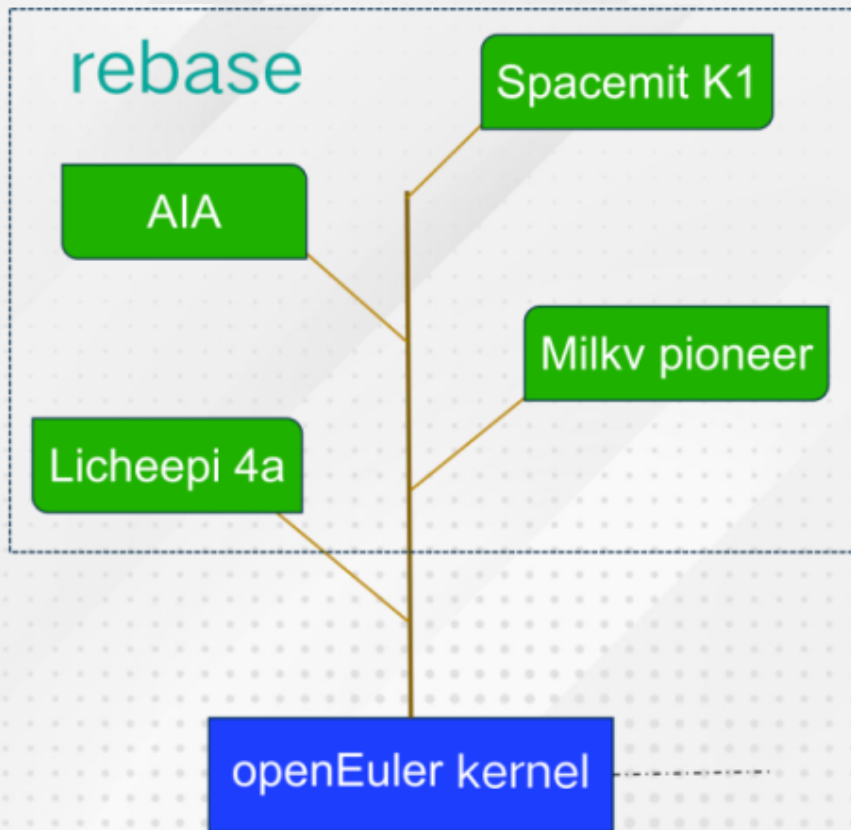 rebase
Spacemit K1
AIA
Milkv pioneer
Licheepi 4a
openEuler kernel